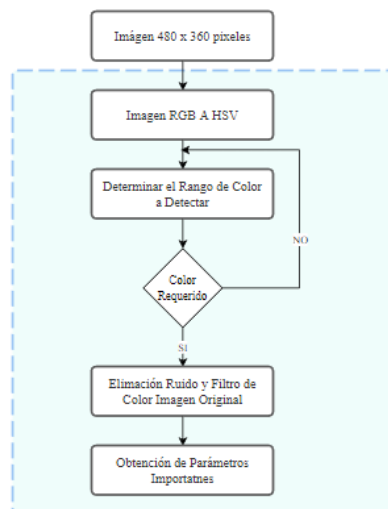 Imágen 480 x 360 pixeles
Imagen RGB A HSV
Determinar el Rango de Color
a Detectar
Color
Requerido
NO
SI
Elimación Ruido y Filtro de
Color Imagen Original
Obtención de Parámetros
Importatnes